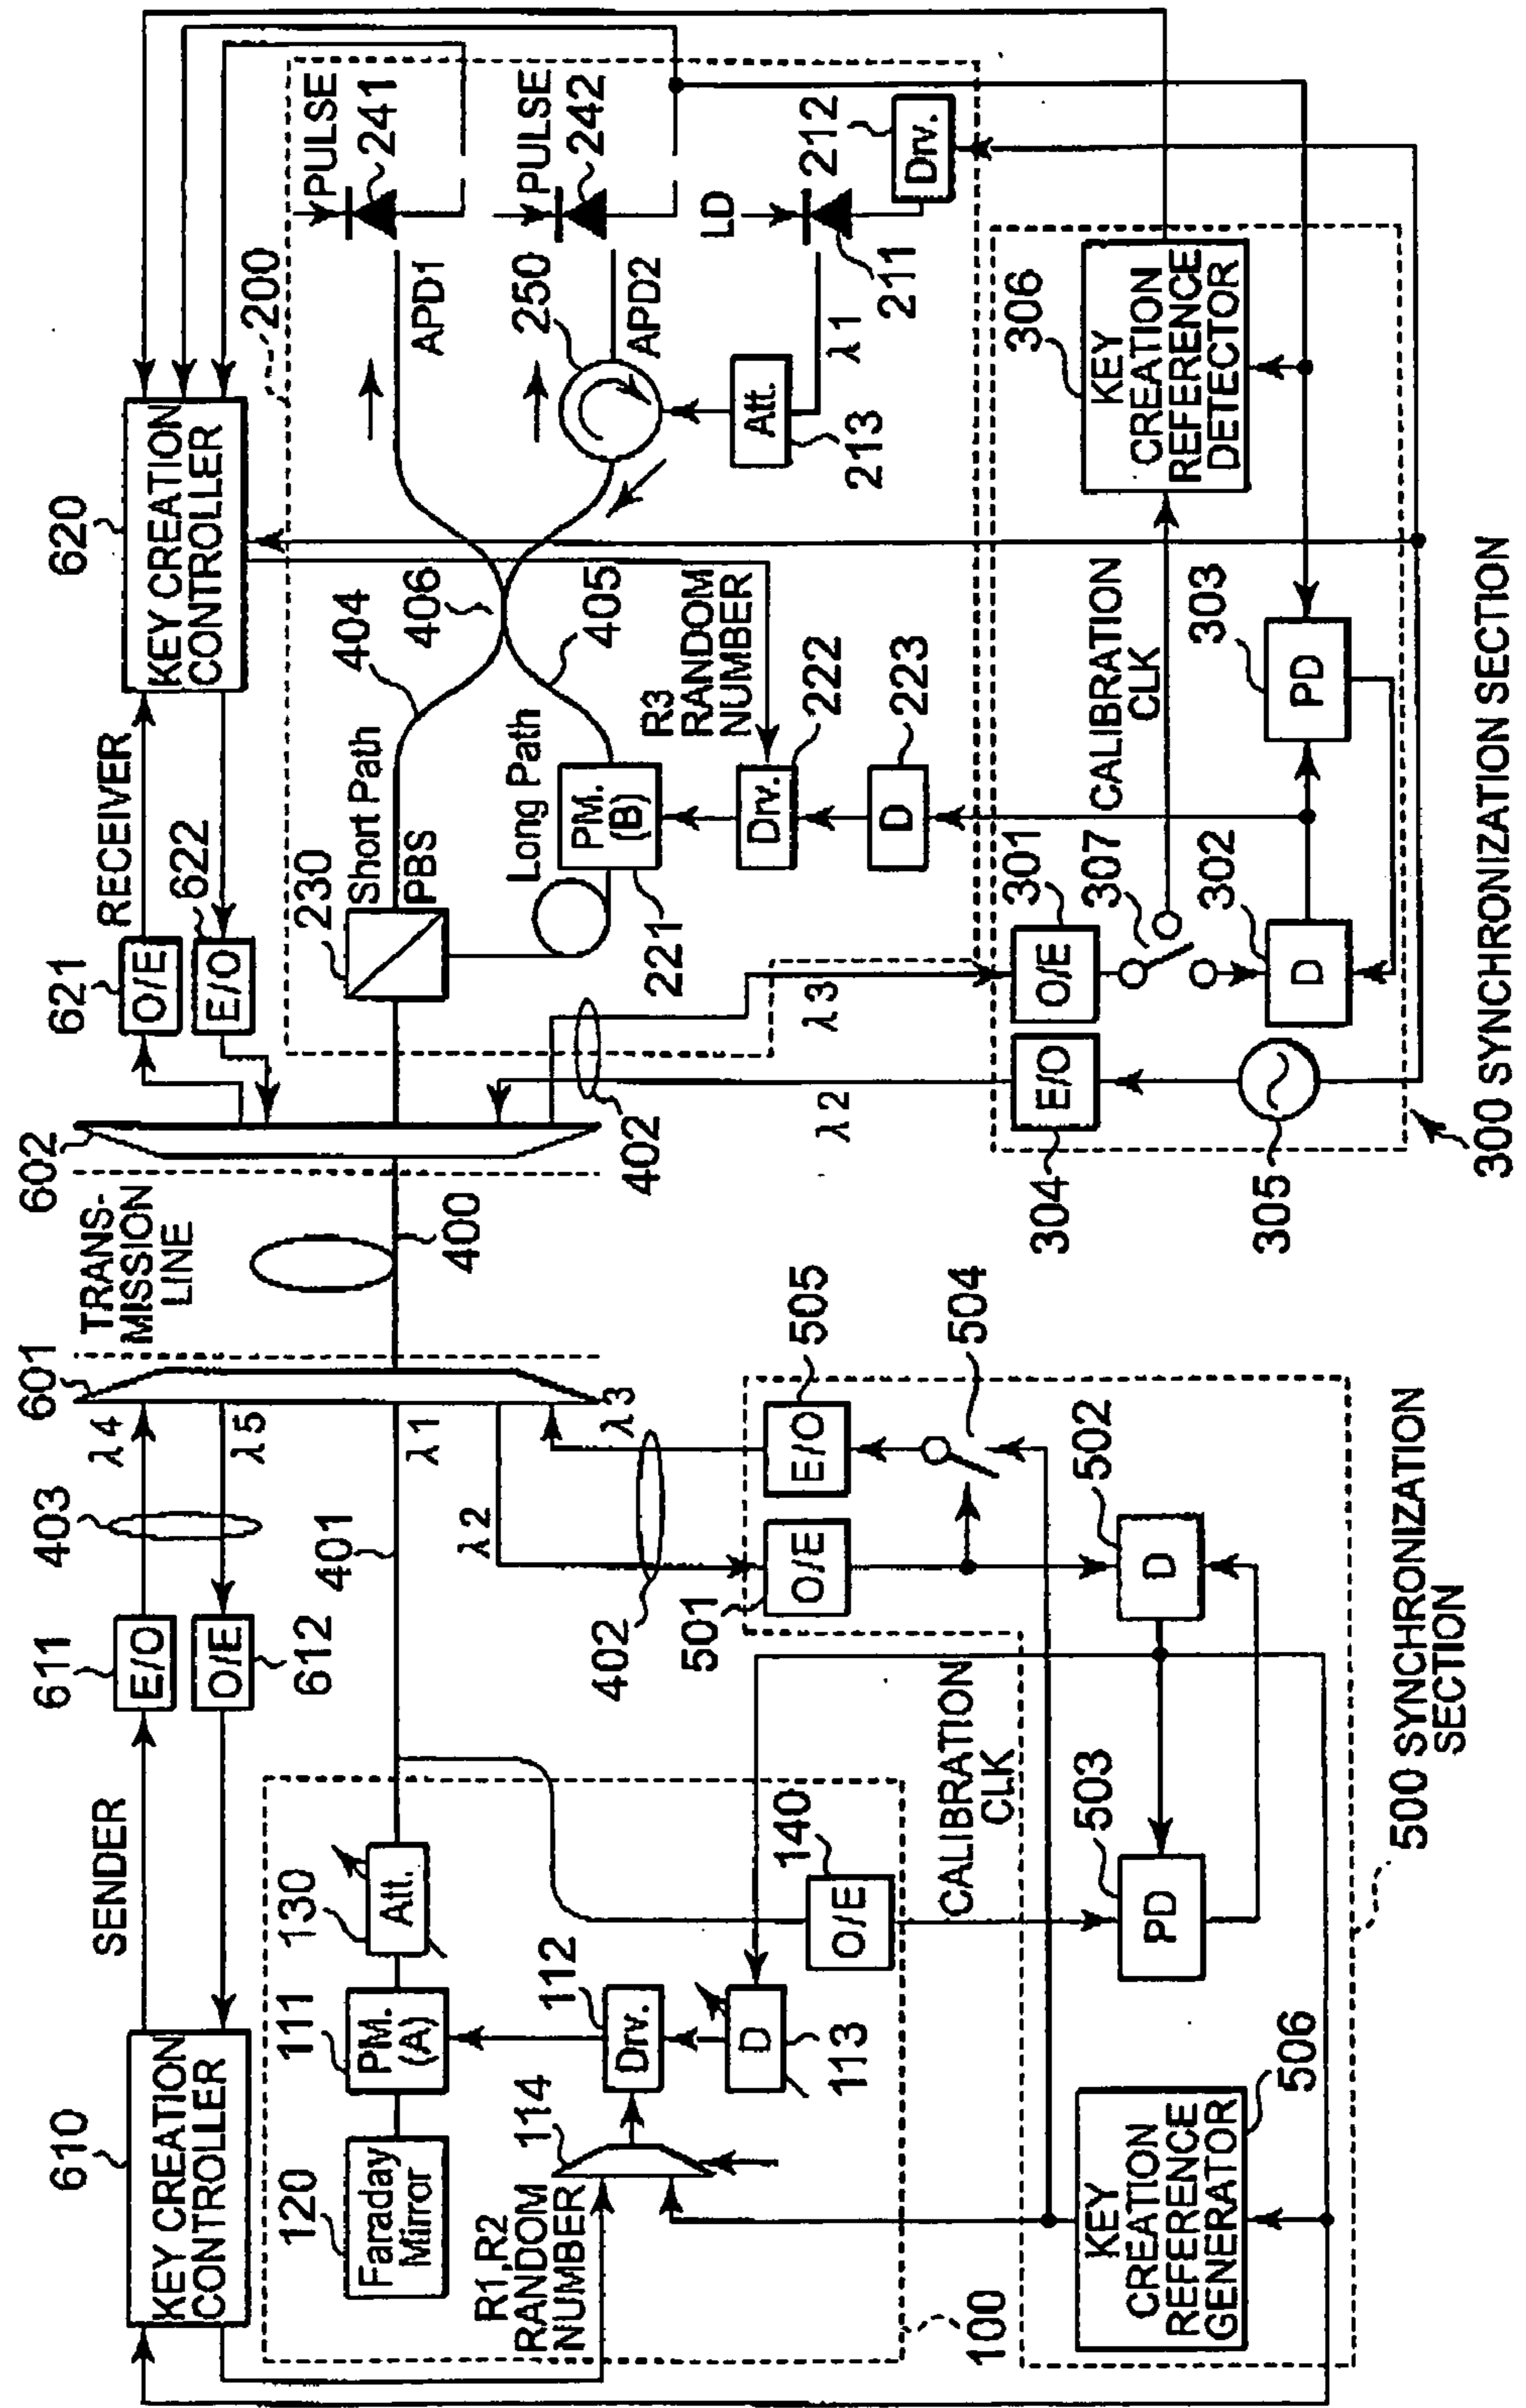 SENDER
610
KEY CREATION
CONTROLLER
611
E/O
O/E
612
403
λ4
λ5
601
TRANS-
MISSION
LINE
400
602
RECEIVER
621
O/E
E/O
622
620
KEY CREATION
CONTROLLER
120
Faraday
Mirror
111
PM.
(A)
130
Att.
401
λ1
R1,R2
RANDOM
NUMBER
114
112
Drv.
D
113
140
O/E
100
CALIBRATION
CLK
λ2
λ3
402
501
O/E
E/O
505
504
502
D
503
PD
KEY
CREATION
REFERENCE
GENERATOR
506
500 SYNCHRONIZATION
SECTION
200
230
PBS
Short Path
Long Path
404
406
405
PM.
(B)
221
R3
RANDOM
NUMBER
Drv.
222
D
223
APD1
PULSE
241
250
APD2
PULSE
242
Att.
213
λ1
LD
211
212
Drv.
402
λ3
λ2
304
E/O
301
O/E
307
CALIBRATION
CLK
302
D
303
PD
305
306
KEY
CREATION
REFERENCE
DETECTOR
300 SYNCHRONIZATION SECTION